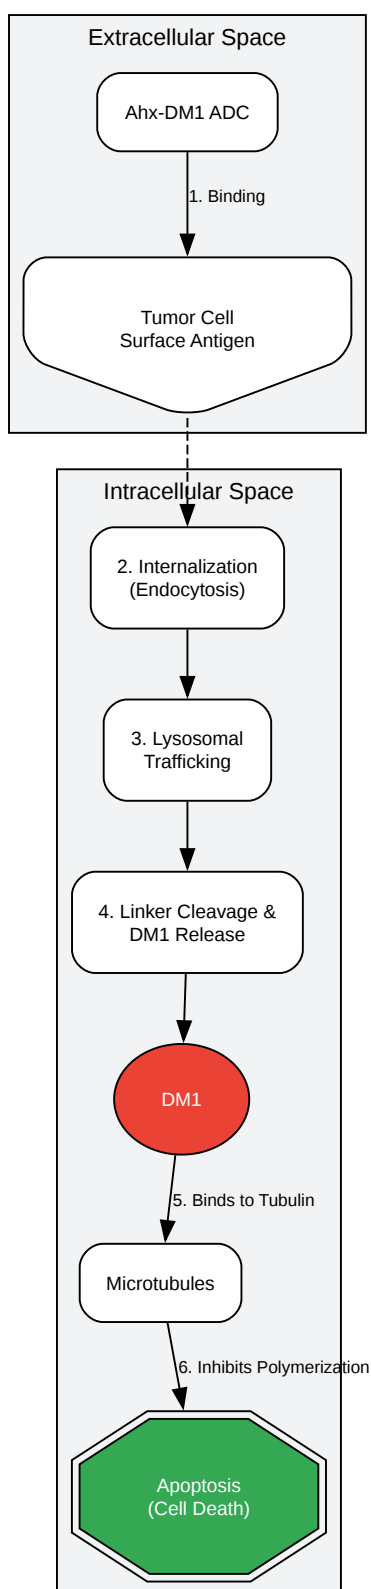 Extracellular Space
Ahx-DM1 ADC
1. Binding
Tumor Cell
Surface Antigen
Intracellular Space
2. Internalization
(Endocytosis)
3. Lysosomal
Trafficking
4. Linker Cleavage &
DM1 Release
DM1
5. Binds to Tubulin
Microtubules
6. Inhibits Polymerization
Apoptosis
(Cell Death)